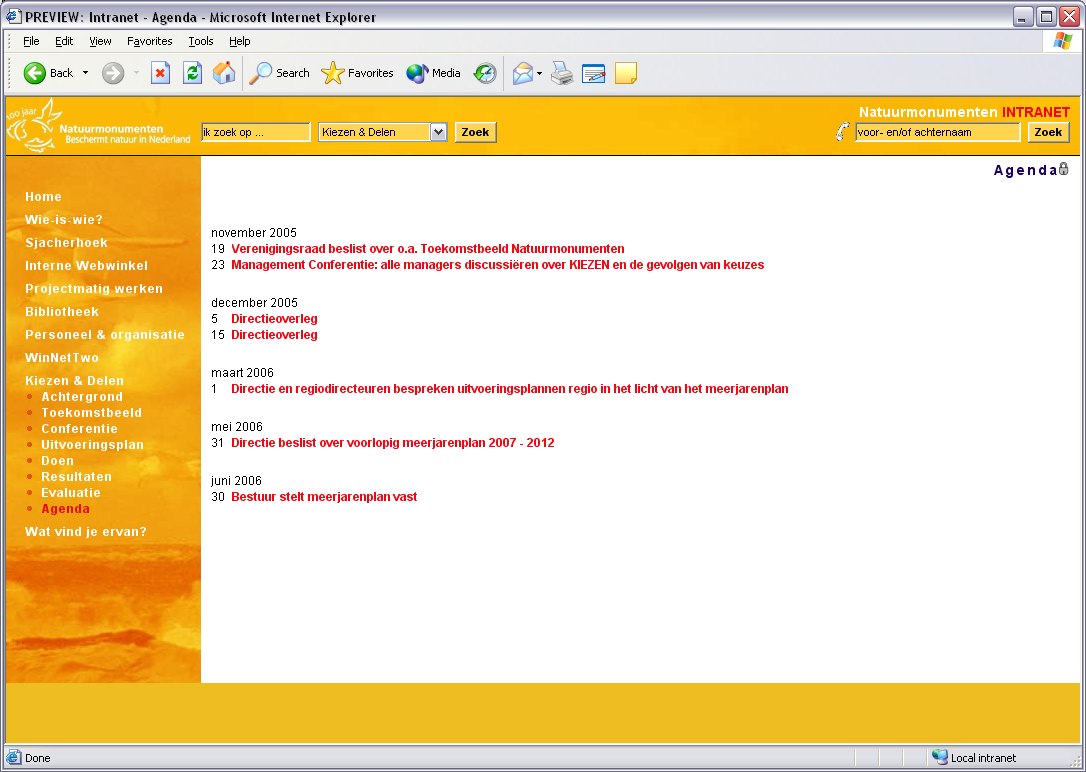 PREVIEW: Intranet - Agenda - Microsoft Internet Explorer
File Edit View Favorites Tools Help
Back Search Favorites Media
100 jaar
Natuurmonumenten
Beschermt natuur in Nederland
ik zoek op ... Kiezen & Delen Zoek
Natuurmonumenten INTRANET
voor- en/of achternaam Zoek
Agenda
Home
Wie-is-wie?
Sjacherhoek
Interne Webwinkel
Projectmatig werken
Bibliotheek
Personeel & organisatie
WinNetTwo
Kiezen & Delen
Achtergrond
Toekomstbeeld
Conferentie
Uitvoeringsplan
Doen
Resultaten
Evaluatie
Agenda
Wat vind je ervan?
november 2005
19 Verenigingsraad beslist over o.a. Toekomstbeeld Natuurmonumenten
23 Management Conferentie: alle managers discussiëren over KIEZEN en de gevolgen van keuzes
december 2005
5 Directieoverleg
15 Directieoverleg
maart 2006
1 Directie en regiodirecteuren bespreken uitvoeringsplannen regio in het licht van het meerjarenplan
mei 2006
31 Directie beslist over voorlopig meerjarenplan 2007 - 2012
juni 2006
30 Bestuur stelt meerjarenplan vast
Done Local intranet